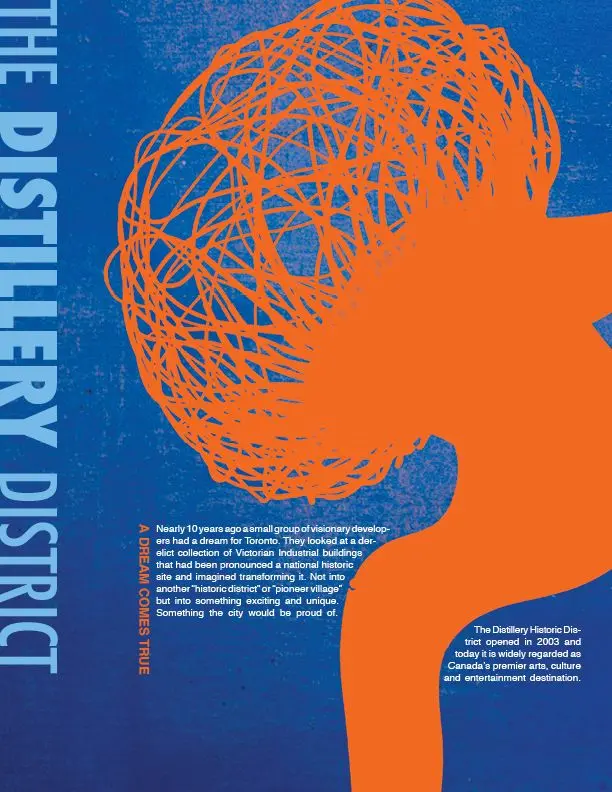 THE DISTILLERY DISTRICT
A DREAM COMES TRUE
Nearly 10 years ago a small group of visionary develop-
ers had a dream for Toronto. They looked at a der-
elict collection of Victorian Industrial buildings
that had been pronounced a national historic
site and imagined transforming it. Not into
another "historic district" or "pioneer village"
but into something exciting and unique.
Something the city would be proud of.
The Distillery Historic Dis-
trict opened in 2003 and
today it is widely regarded as
Canada's premier arts, culture
and entertainment destination.